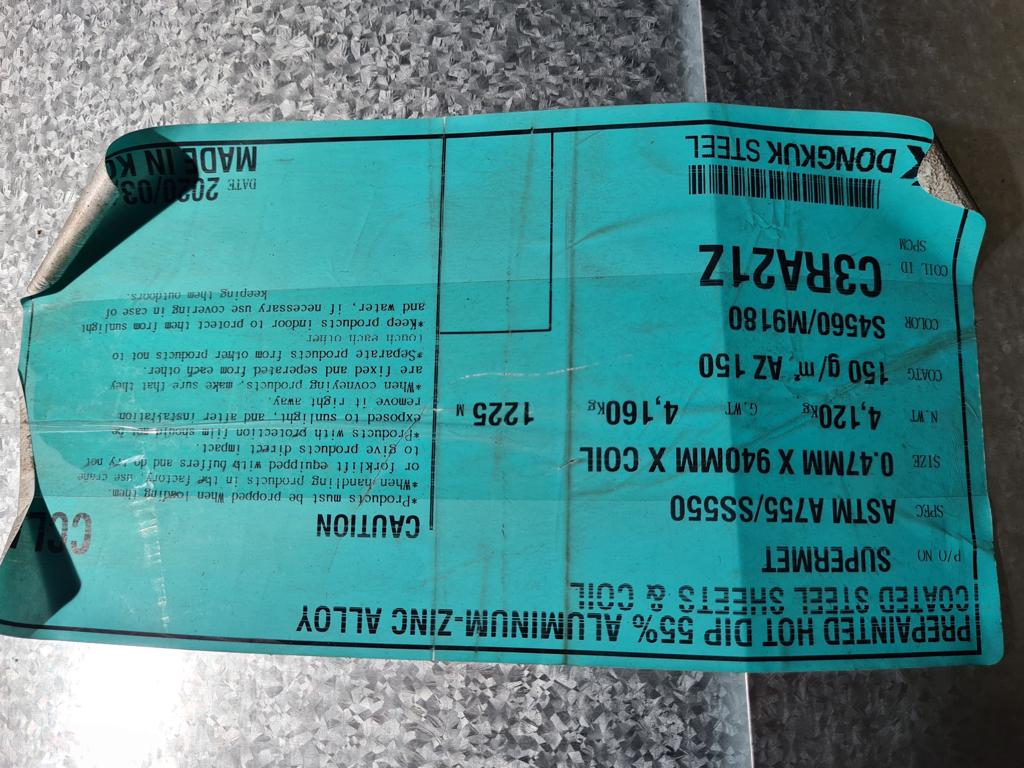 PREPAINTED HOT DIP 55% ALUMINUM-ZINC ALLOY
COATED STEEL SHEETS & COIL
P/O NO SUPERMET
SPEC ASTM A755/SS550
SIZE 0.47MM X 940MM X COIL
N.WT 4,120Kg G.WT 4,160Kg 1225 M
COATG 150 g/㎡, AZ 150
COLOR S4560/M9180
COIL ID C3RA21Z
SPCM
DONGKUK STEEL
CCL
CAUTION
*Products must be propped When loading them.
*When handling products in the factory, use crane
or forklift equipped with buffers and do try not
to give products direct impact.
*Products with protection film should not be
exposed to sunlight, and after installation
remove it right away.
*When coveying products, make sure that they
are fixed and seperated from each other.
*Separate products from other products not to
touch each other
*Keep products indoor to protect them from sunlight
and water, if necessary use covering in case of
keeping them outdoors.
DATE 2020/03
MADE IN